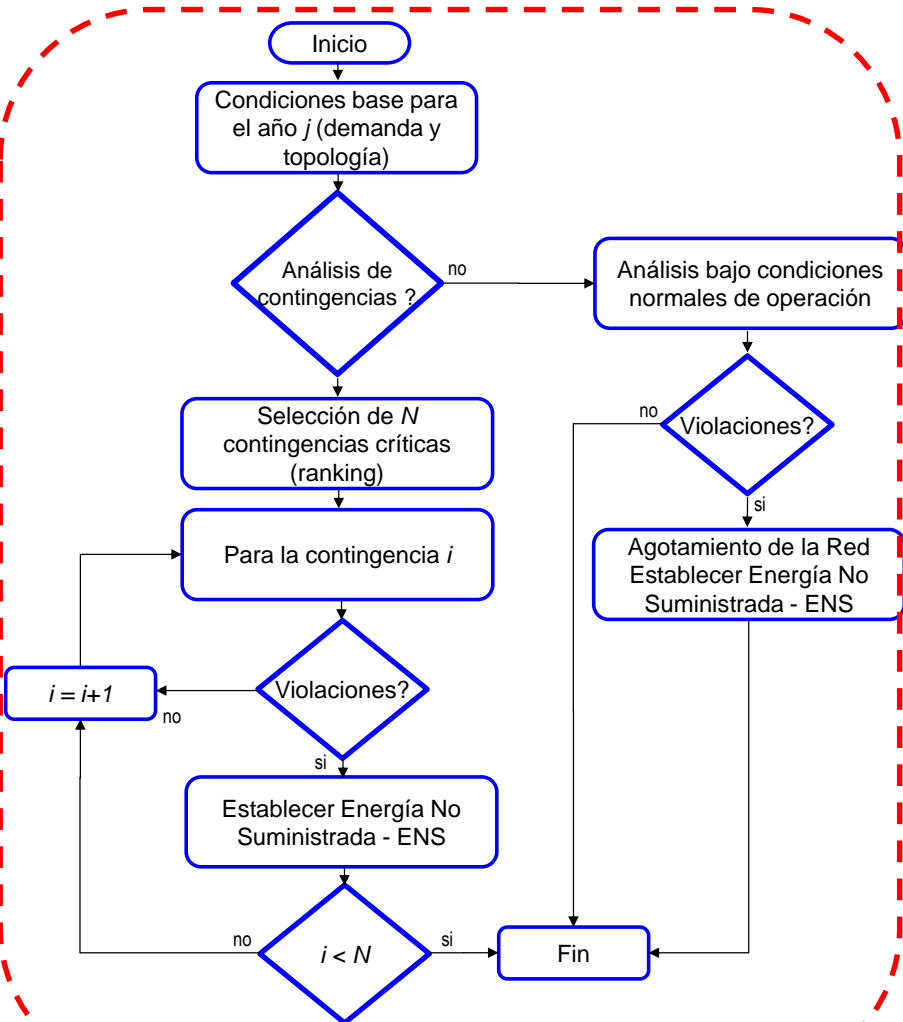 Inicio
Condiciones base para
el año j (demanda y
topología)
Análisis de
contingencias ?
no
Análisis bajo condiciones
normales de operación
Selección de N
contingencias críticas
(ranking)
no
Violaciones?
si
Para la contingencia i
Agotamiento de la Red
Establecer Energía No
Suministrada - ENS
i = i+1
no
Violaciones?
si
Establecer Energía No
Suministrada - ENS
no
i < N
si
Fin